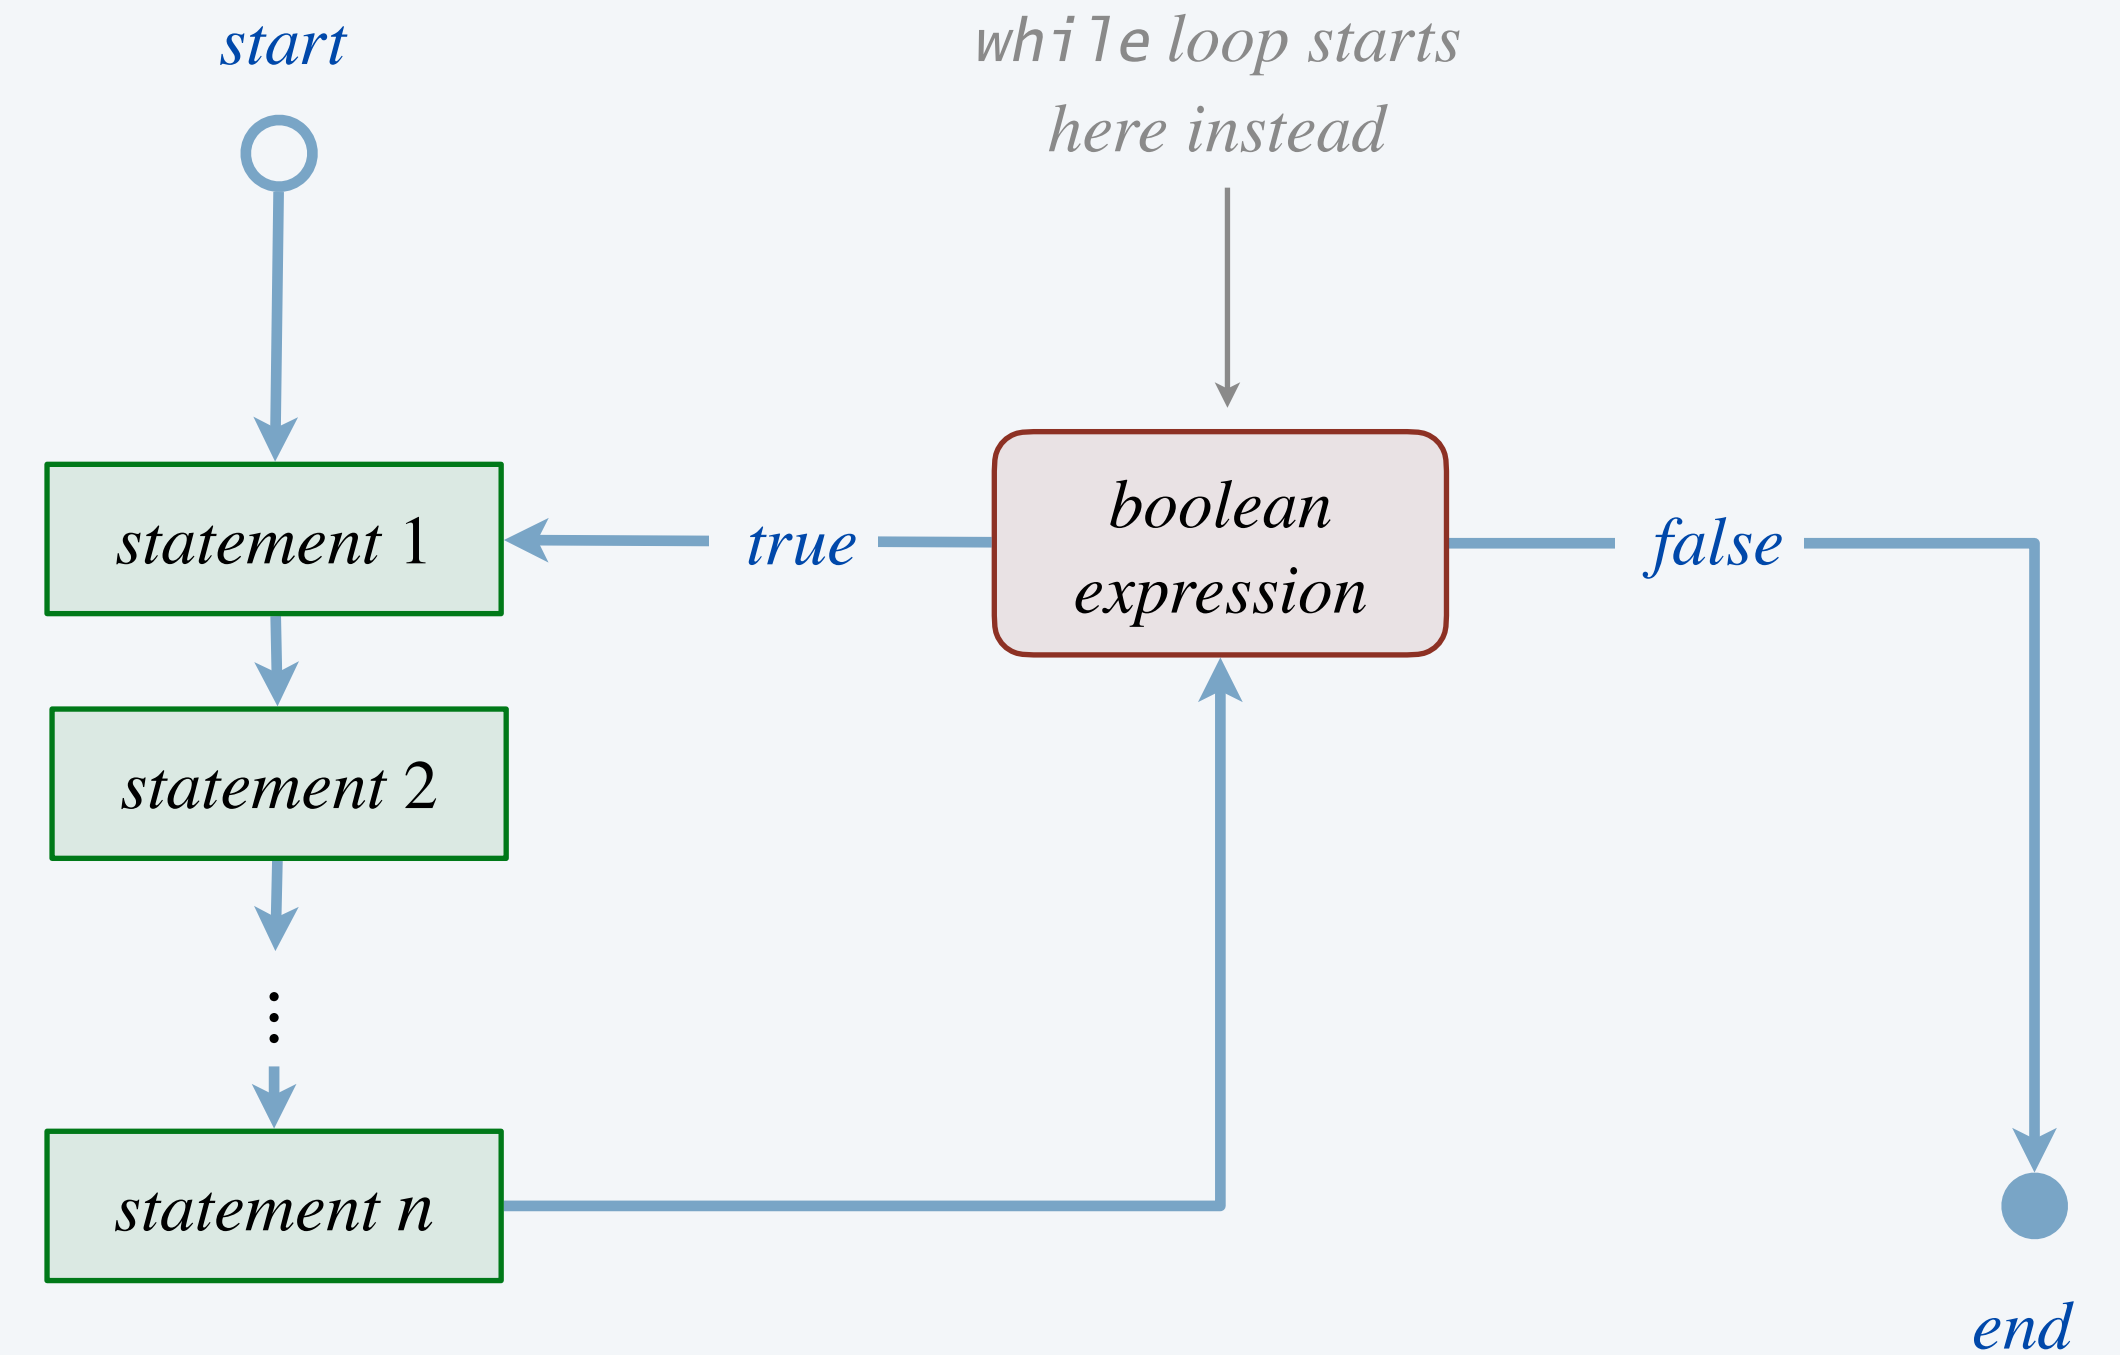 start
while loop starts
here instead
statement 1
true
boolean
expression
false
statement 2
statement n
end